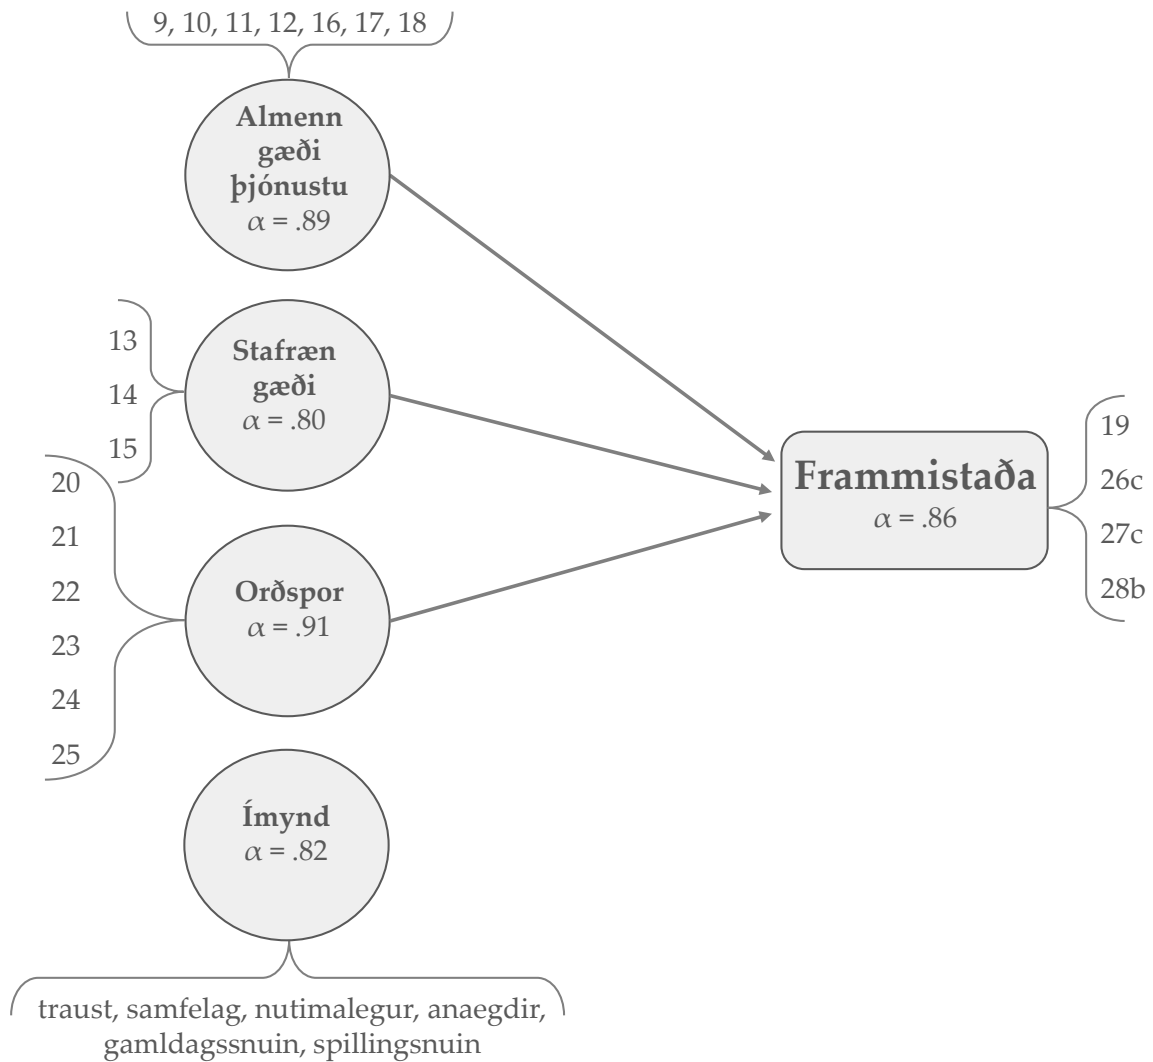 9, 10, 11, 12, 16, 17, 18
Almenn
gæði
þjónustu
α = .89
13
14
15
Stafræn
gæði
α = .80
20
21
22
23
24
25
Orðspor
α = .91
Ímynd
α = .82
traust, samfelag, nutimalegur, anaegdir,
gamldagssnuin, spillingsnuin
Frammistaða
α = .86
19
26c
27c
28b